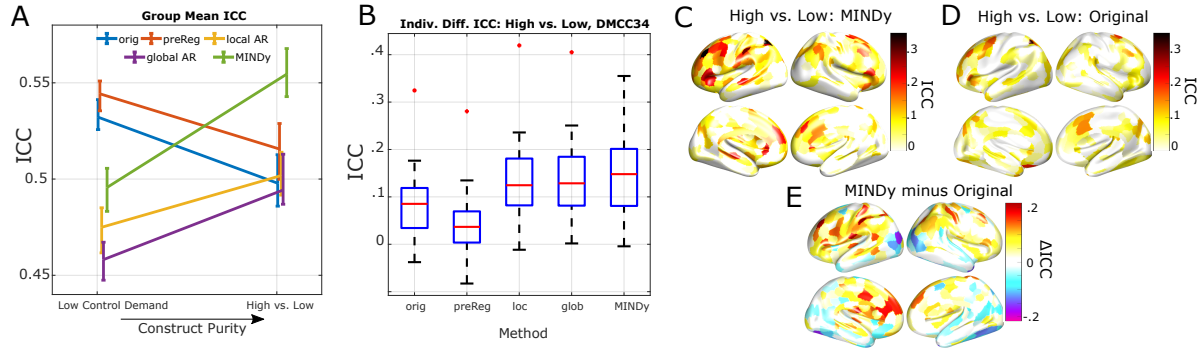 A
Group Mean ICC
orig
preReg
local AR
global AR
MINDy
0.55
0.5
0.45
ICC
Low Control Demand
High vs. Low
Construct Purity
B
Indiv. Diff. ICC: High vs. Low, DMCC34
.4
.3
.2
.1
0
ICC
orig
preReg
loc
glob
MINDy
Method
C
High vs. Low: MINDy
.3
.2
.1
0
ICC
D
High vs. Low: Original
.3
.2
.1
0
ICC
E
MINDy minus Original
.2
0
-.2
ΔICC